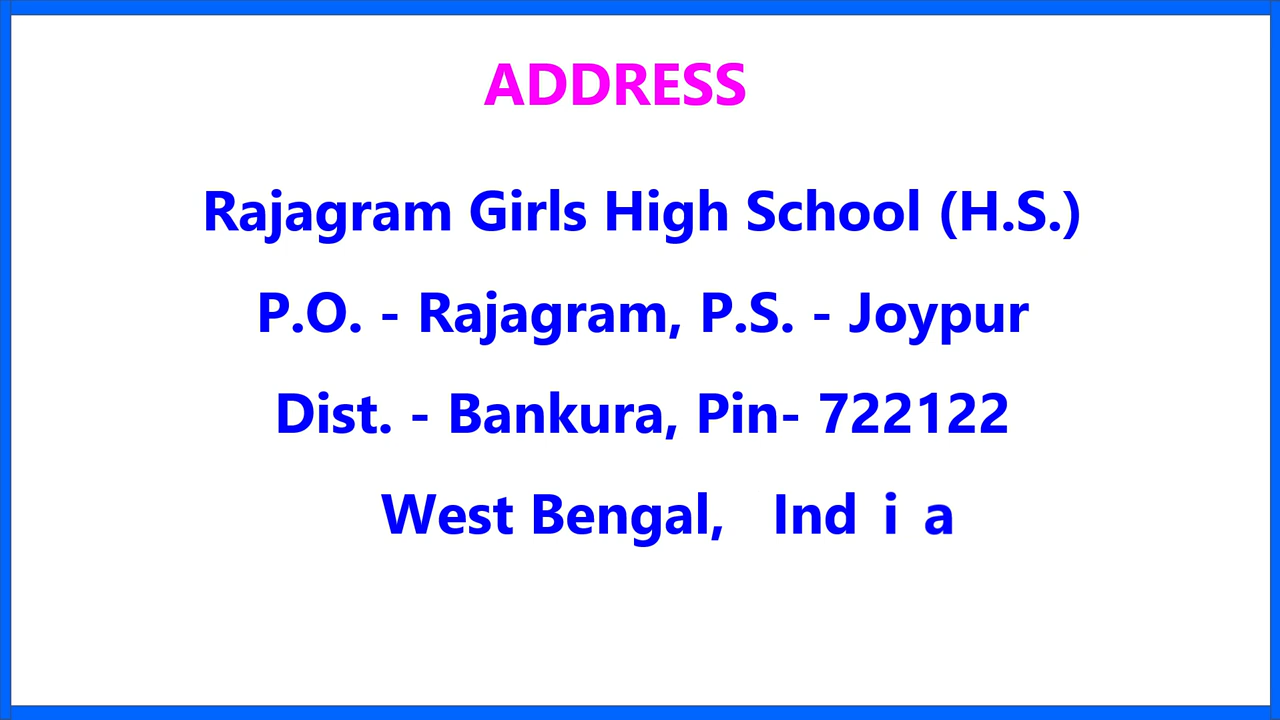 ADDRESS
Rajagram Girls High School (H.S.)
P.O. - Rajagram, P.S. - Joypur
Dist. - Bankura, Pin- 722122
West Bengal, Ind i a